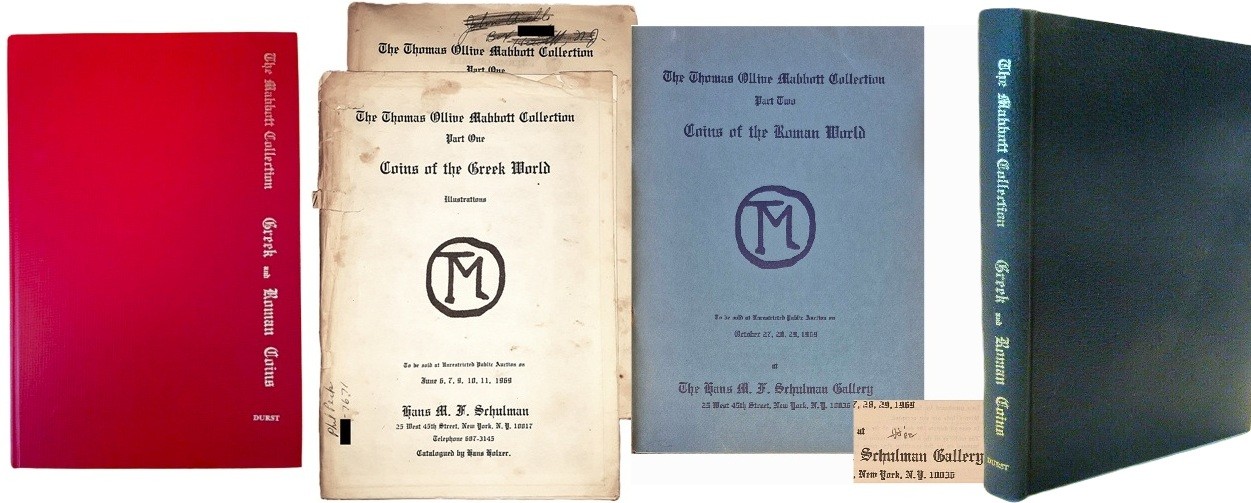 The Mabbott Collection Greek and Roman Coins
DURST
The Thomas Ollive Mabbott Collection
Part One
The Thomas Ollive Mabbott Collection
Part One
Coins of the Greek World
Illustrations
TM
To be sold at Unrestricted Public Auction on
June 6, 7, 9, 10, 11, 1969
Hans M. F. Schulman
25 West 45th Street, New York, N. Y. 10017
Telephone 687-3145
Catalogued by Hans Holzer.
The Thomas Ollive Mabbott Collection
Part Two
Coins of the Roman World
TM
To be sold at Unrestricted Public Auction on
October 27, 28, 29, 1969
at
The Hans M. F. Schulman Gallery
25 West 45th Street, New York, N.Y. 10036
7, 28, 29, 1969
at
Schulman Gallery
, New York, N.Y. 10036
The Mabbott Collection Greek and Roman Coins
DURST